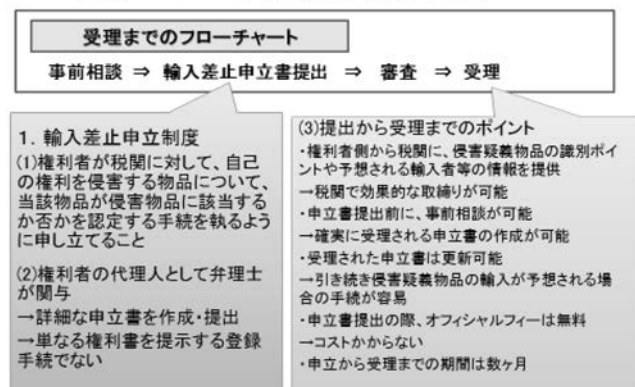 受理までのフローチャート
事前相談 ⇒ 輸入差止申立書提出 ⇒ 審査 ⇒ 受理
1. 輸入差止申立制度
(1)権利者が税関に対して、自己
の権利を侵害する物品について、
当該物品が侵害物品に該当する
か否かを認定する手続を執るよう
に申し立てること
(2)権利者の代理人として弁理士
が関与
→詳細な申立書を作成・提出
→単なる権利書を提示する登録
手続でない
(3)提出から受理までのポイント
・権利者側から税関に、侵害疑義物品の識別ポイ
ントや予想される輸入者等の情報を提供
→税関で効果的な取締りが可能
・申立書提出前に、事前相談が可能
→確実に受理される申立書の作成が可能
・受理された申立書は更新可能
→引き続き侵害疑義物品の輸入が予想される場
合の手続が容易
・申立書提出の際、オフィシャルフィーは無料
→コストかからない
・申立から受理までの期間は数ヶ月